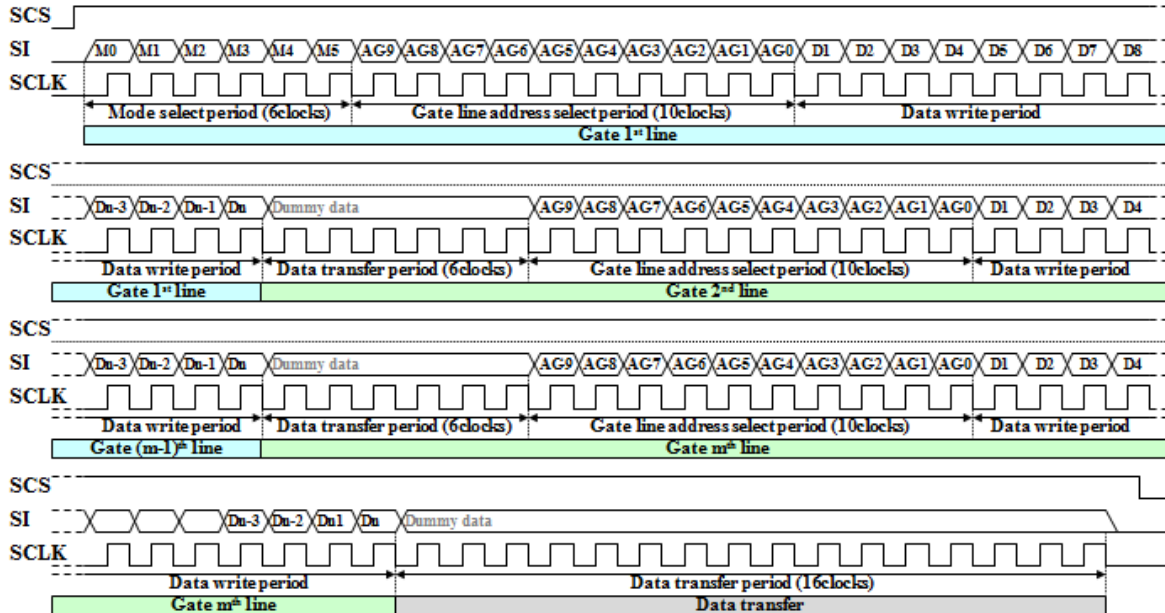 SCS
SI M0 M1 M2 M3 M4 M5 AG9 AG8 AG7 AG6 AG5 AG4 AG3 AG2 AG1 AG0 D1 D2 D3 D4 D5 D6 D7 D8
SCLK
Mode select period (6clocks) Gate line address select period (10clocks) Data write period
Gate 1st line
SCS
SI Dn-3 Dn-2 Dn-1 Dn Dummy data AG9 AG8 AG7 AG6 AG5 AG4 AG3 AG2 AG1 AG0 D1 D2 D3 D4
SCLK
Data write period Data transfer period (6clocks) Gate line address select period (10clocks) Data write period
Gate 1st line Gate 2nd line
SCS
SI Dn-3 Dn-2 Dn-1 Dn Dummy data AG9 AG8 AG7 AG6 AG5 AG4 AG3 AG2 AG1 AG0 D1 D2 D3 D4
SCLK
Data write period Data transfer period (6clocks) Gate line address select period (10clocks) Data write period
Gate (m-1)th line Gate mth line
SCS
SI Dn-3 Dn-2 Dn1 Dn Dummy data
SCLK
Data write period Data transfer period (16clocks)
Gate mth line Data transfer